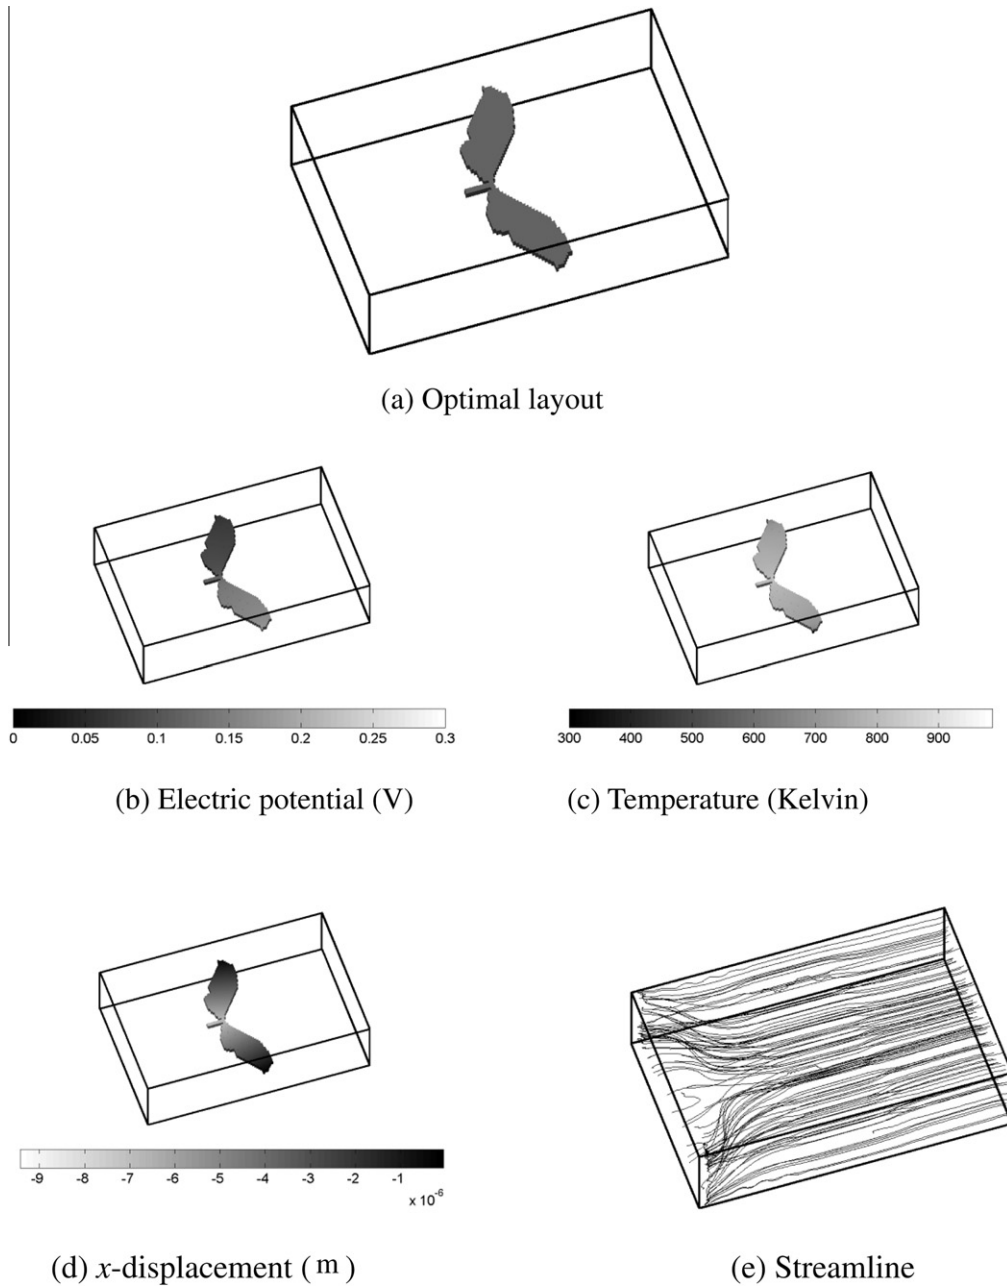 (a) Optimal layout
0 0.05 0.1 0.15 0.2 0.25 0.3
300 400 500 600 700 800 900
(b) Electric potential (V)
(c) Temperature (Kelvin)
-9 -8 -7 -6 -5 -4 -3 -2 -1
x 10⁻⁶
(d) x-displacement ( m )
(e) Streamline